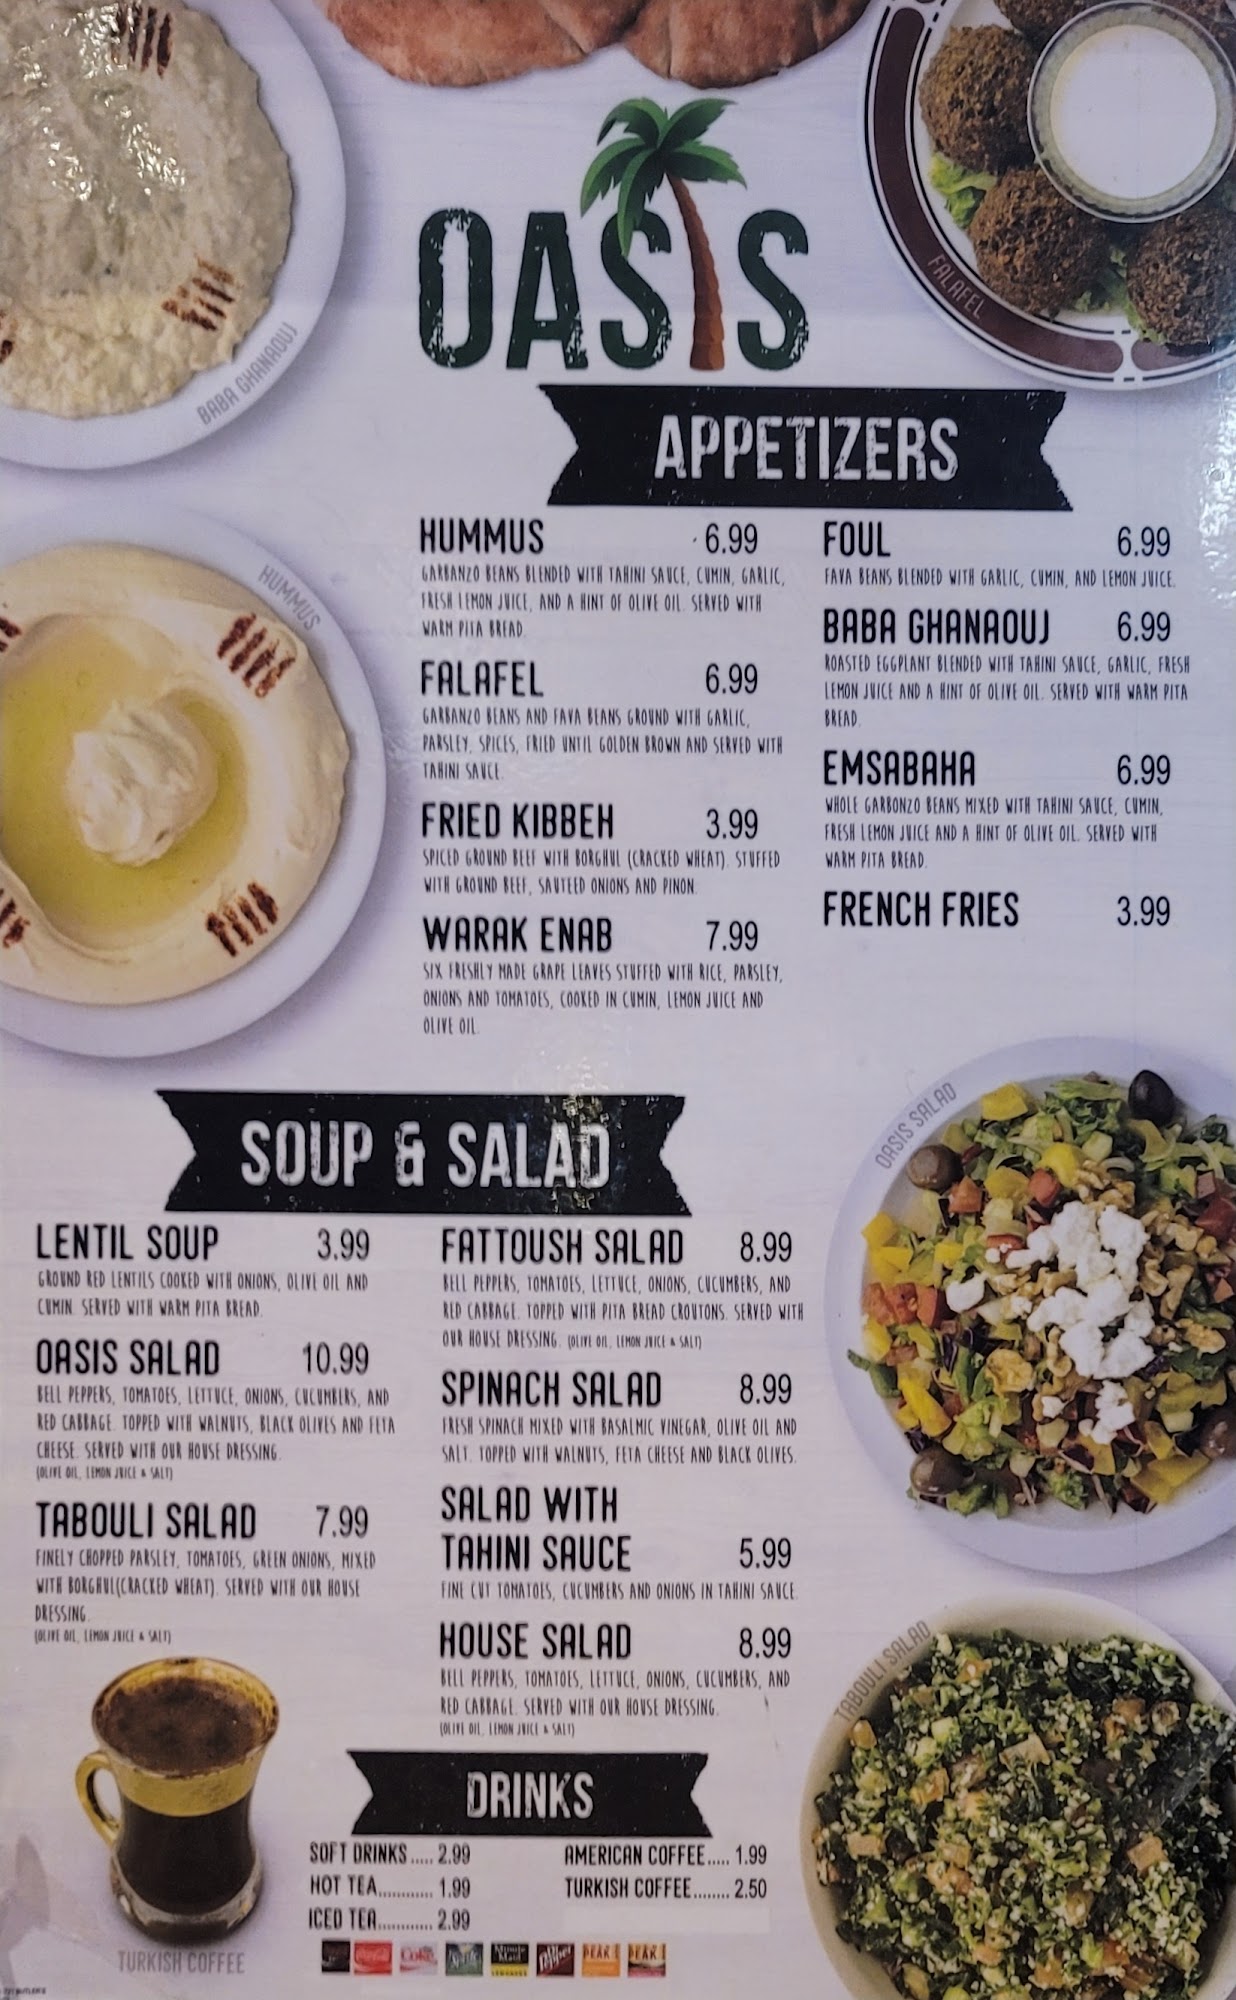 BABA GHANAOUJ
FALAFEL
OASIS
APPETIZERS
HUMMUS
HUMMUS 6.99
GARBANZO BEANS BLENDED WITH TAHINI SAUCE, CUMIN, GARLIC,
FRESH LEMON JUICE, AND A HINT OF OLIVE OIL. SERVED WITH
WARM PITA BREAD.
FALAFEL 6.99
GARBANZO BEANS AND FAVA BEANS GROUND WITH GARLIC,
PARSLEY, SPICES, FRIED UNTIL GOLDEN BROWN AND SERVED WITH
TAHINI SAUCE.
FRIED KIBBEH 3.99
SPICED GROUND BEEF WITH BORGHUL (CRACKED WHEAT). STUFFED
WITH GROUND BEEF, SAUTEED ONIONS AND PINON.
WARAK ENAB 7.99
SIX FRESHLY MADE GRAPE LEAVES STUFFED WITH RICE, PARSLEY,
ONIONS AND TOMATOES, COOKED IN CUMIN, LEMON JUICE AND
OLIVE OIL.
FOUL 6.99
FAVA BEANS BLENDED WITH GARLIC, CUMIN, AND LEMON JUICE.
BABA GHANAOUJ 6.99
ROASTED EGGPLANT BLENDED WITH TAHINI SAUCE, GARLIC, FRESH
LEMON JUICE AND A HINT OF OLIVE OIL. SERVED WITH WARM PITA
BREAD.
EMSABAHA 6.99
WHOLE GARBONZO BEANS MIXED WITH TAHINI SAUCE, CUMIN,
FRESH LEMON JUICE AND A HINT OF OLIVE OIL. SERVED WITH
WARM PITA BREAD.
FRENCH FRIES 3.99
SOUP & SALAD
OASIS SALAD
LENTIL SOUP 3.99
GROUND RED LENTILS COOKED WITH ONIONS, OLIVE OIL AND
CUMIN. SERVED WITH WARM PITA BREAD.
OASIS SALAD 10.99
BELL PEPPERS, TOMATOES, LETTUCE, ONIONS, CUCUMBERS, AND
RED CABBAGE. TOPPED WITH WALNUTS, BLACK OLIVES AND FETA
CHEESE. SERVED WITH OUR HOUSE DRESSING.
(OLIVE OIL, LEMON JUICE & SALT)
TABOULI SALAD 7.99
FINELY CHOPPED PARSLEY, TOMATOES, GREEN ONIONS, MIXED
WITH BORGHUL(CRACKED WHEAT). SERVED WITH OUR HOUSE
DRESSING.
(OLIVE OIL, LEMON JUICE & SALT)
FATTOUSH SALAD 8.99
BELL PEPPERS, TOMATOES, LETTUCE, ONIONS, CUCUMBERS, AND
RED CABBAGE. TOPPED WITH PITA BREAD CROUTONS. SERVED WITH
OUR HOUSE DRESSING. (OLIVE OIL, LEMON JUICE & SALT)
SPINACH SALAD 8.99
FRESH SPINACH MIXED WITH BASALMIC VINEGAR, OLIVE OIL AND
SALT. TOPPED WITH WALNUTS, FETA CHEESE AND BLACK OLIVES.
SALAD WITH
TAHINI SAUCE 5.99
FINE CUT TOMATOES, CUCUMBERS AND ONIONS IN TAHINI SAUCE.
HOUSE SALAD 8.99
BELL PEPPERS, TOMATOES, LETTUCE, ONIONS, CUCUMBERS, AND
RED CABBAGE. SERVED WITH OUR HOUSE DRESSING.
(OLIVE OIL, LEMON JUICE & SALT)
TABOULI SALAD
DRINKS
SOFT DRINKS ..... 2.99
HOT TEA............ 1.99
ICED TEA............ 2.99
AMERICAN COFFEE..... 1.99
TURKISH COFFEE........ 2.50
Coca-Cola
Coke
Sprite
Minute Maid
Dr Pepper
PEAK
PEAK
TURKISH COFFEE